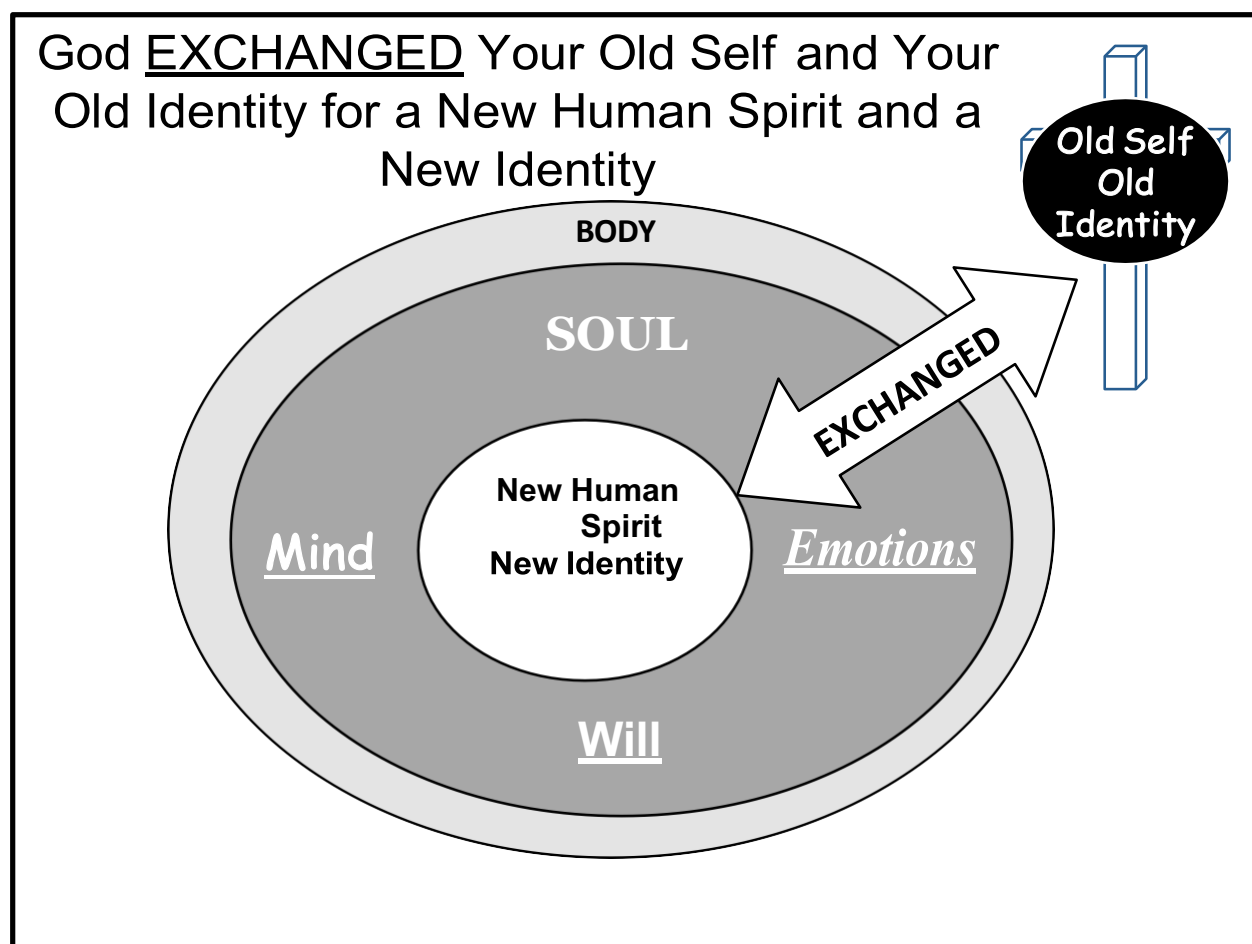 God EXCHANGED Your Old Self and Your
Old Identity for a New Human Spirit and a
New Identity
Old Self
Old
Identity
BODY
SOUL
EXCHANGED
New Human
Spirit
New Identity
Mind
Emotions
Will